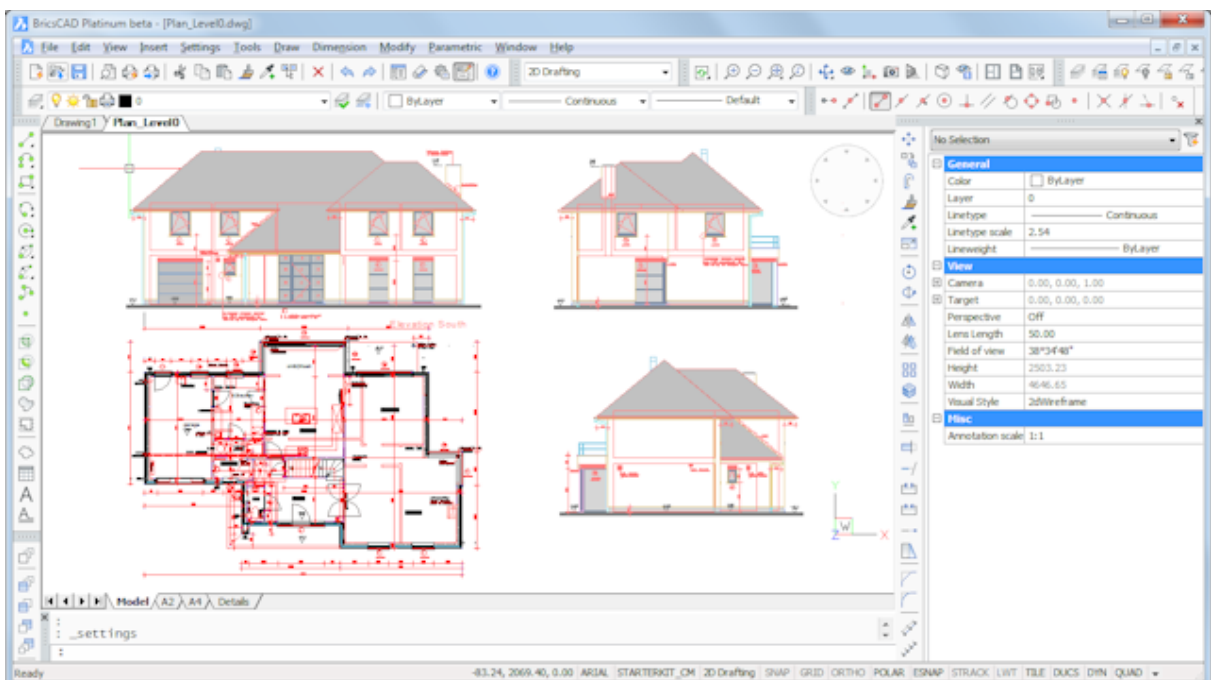 BricsCAD Platinum beta - [Plan_Level0.dwg]
File Edit View Insert Settings Tools Draw Dimension Modify Parametric Window Help
2D Drafting
0 ByLayer Continuous Default
Drawing1 Plan_Level0
No Selection
General
Color ByLayer
Layer 0
Linetype Continuous
Linetype scale 2.54
Lineweight ByLayer
View
Camera 0.00, 0.00, 1.00
Target 0.00, 0.00, 0.00
Perspective Off
Lens Length 50.00
Field of view 38°34'48"
Height 2503.23
Width 4646.65
Visual Style 2dWireframe
Misc
Annotation scale 1:1
Elevation South
Y
W
Z X
Model A2 A4 Details
:
: _settings
:
Ready -83.24, 2069.40, 0.00 ARIAL STARTERKIT_CM 2D Drafting SNAP GRID ORTHO POLAR ESNAP STRACK LWT TILE DUCS DYN QUAD